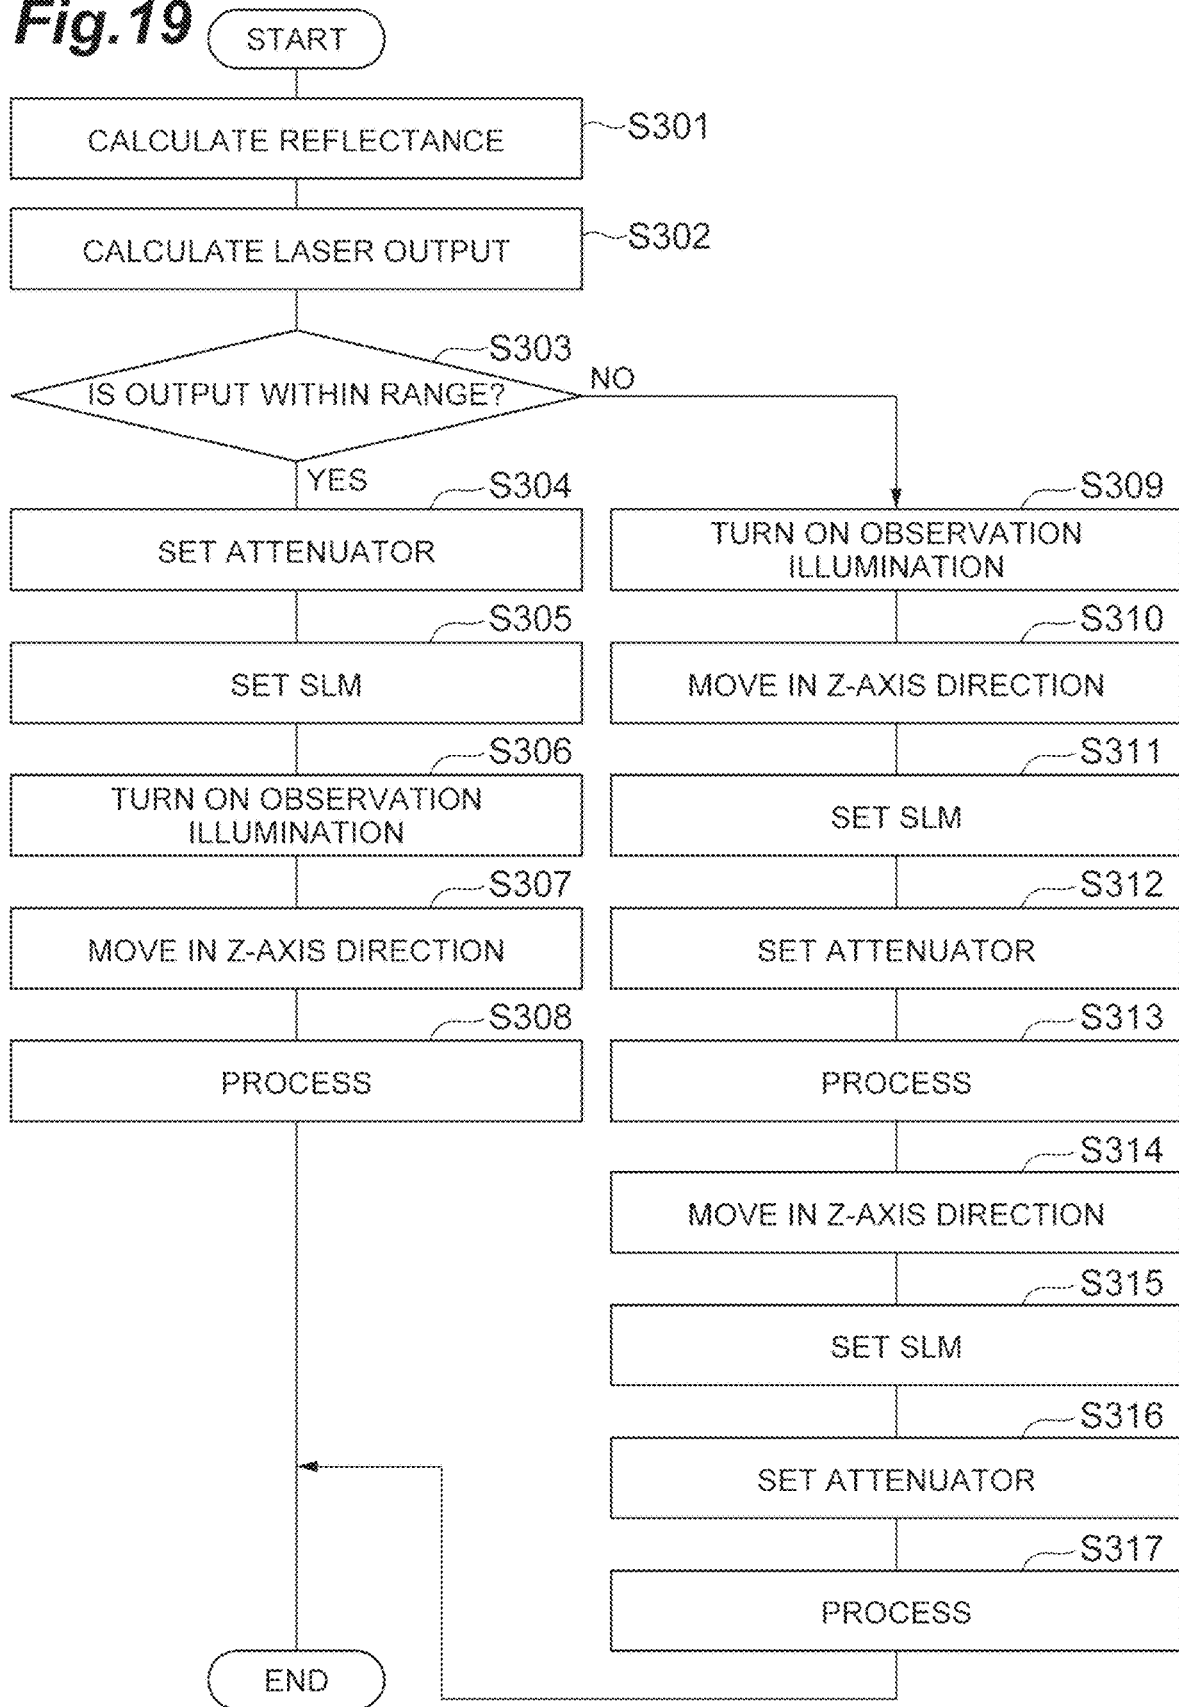 Fig.19
START
CALCULATE REFLECTANCE
S301
CALCULATE LASER OUTPUT
S302
S303
IS OUTPUT WITHIN RANGE?
NO
YES
S304
SET ATTENUATOR
S305
SET SLM
S306
TURN ON OBSERVATION
ILLUMINATION
S307
MOVE IN Z-AXIS DIRECTION
S308
PROCESS
S309
TURN ON OBSERVATION
ILLUMINATION
S310
MOVE IN Z-AXIS DIRECTION
S311
SET SLM
S312
SET ATTENUATOR
S313
PROCESS
S314
MOVE IN Z-AXIS DIRECTION
S315
SET SLM
S316
SET ATTENUATOR
S317
PROCESS
END